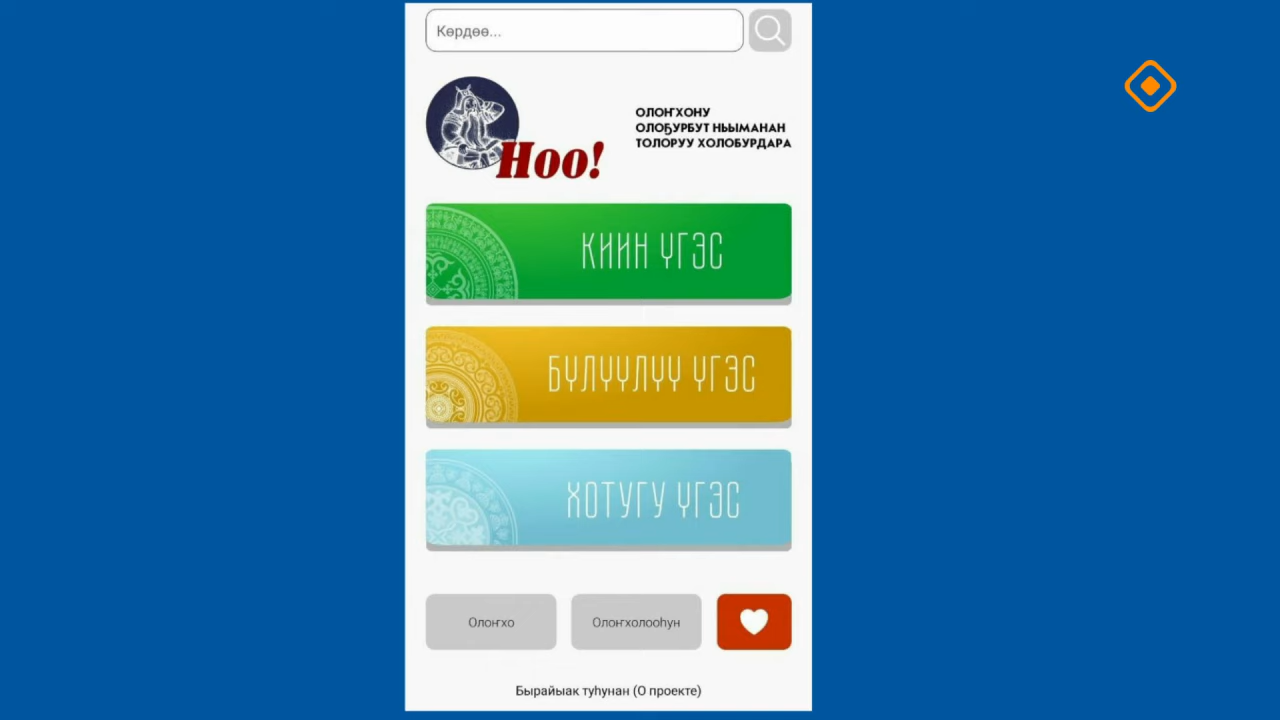 Көрдөө...
Ноо!
ОЛОҤХОНУ
ОЛОҔУРБУТ НЬЫМАНАН
ТОЛОРУУ ХОЛОБУРДАРА
КИИН ҮГЭС
БҮЛҮҮЛҮҮ ҮГЭС
ХОТУГУ ҮГЭС
Олоҥхо
Олоҥхолооһун
Бырайыак туһунан (О проекте)